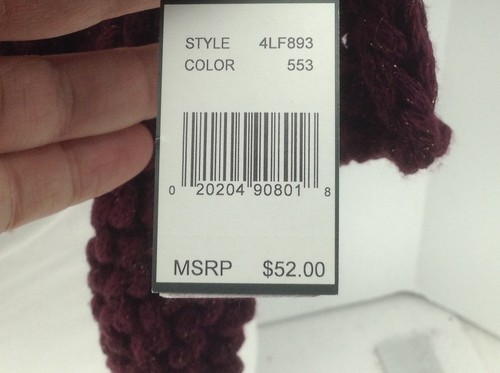 STYLE 4LF893
COLOR 553
0 20204 90801 8
MSRP $52.00